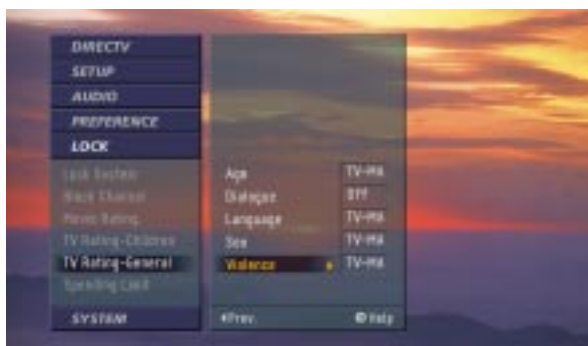 DIRECTV
SETUP
AUDIO
PREFERENCE
LOCK
Lock System
Block Channel
Movie Rating
TV Rating-Children
TV Rating-General
Spending Limit
SYSTEM
Age TV-MA
Dialogue Off
Language TV-MA
Sex TV-MA
Violence TV-MA
Prev. Help